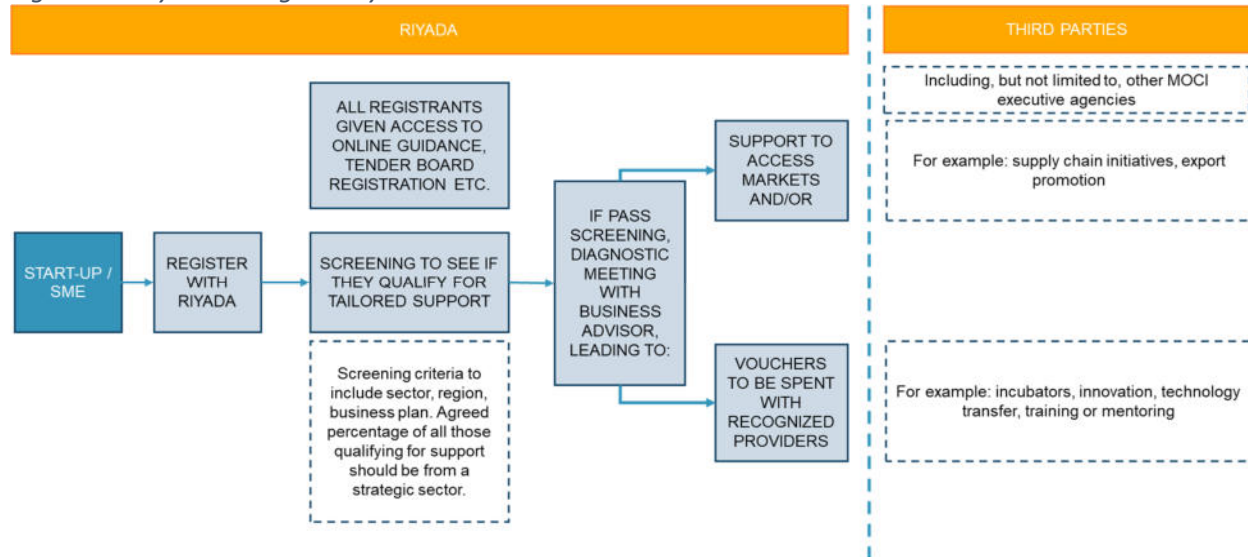 RIYADA
THIRD PARTIES
Including, but not limited to, other MOCI
executive agencies
ALL REGISTRANTS
GIVEN ACCESS TO
ONLINE GUIDANCE,
TENDER BOARD
REGISTRATION ETC.
SUPPORT TO
ACCESS
MARKETS
AND/OR
For example: supply chain initiatives, export
promotion
START-UP /
SME
REGISTER
WITH
RIYADA
SCREENING TO SEE IF
THEY QUALIFY FOR
TAILORED SUPPORT
IF PASS
SCREENING,
DIAGNOSTIC
MEETING
WITH
BUSINESS
ADVISOR,
LEADING TO:
Screening criteria to
include sector, region,
business plan. Agreed
percentage of all those
qualifying for support
should be from a
strategic sector.
VOUCHERS
TO BE SPENT
WITH
RECOGNIZED
PROVIDERS
For example: incubators, innovation, technology
transfer, training or mentoring